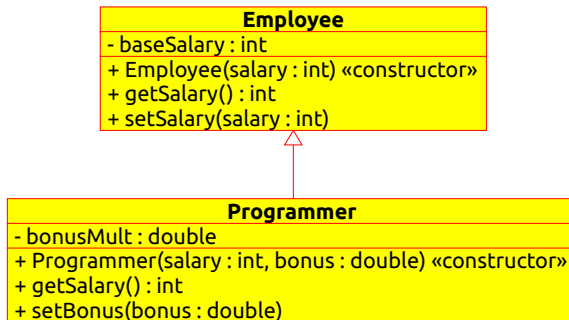 Employee
- baseSalary : int
+ Employee(salary : int) «constructor»
+ getSalary() : int
+ setSalary(salary : int)
Programmer
- bonusMult : double
+ Programmer(salary : int, bonus : double) «constructor»
+ getSalary() : int
+ setBonus(bonus : double)